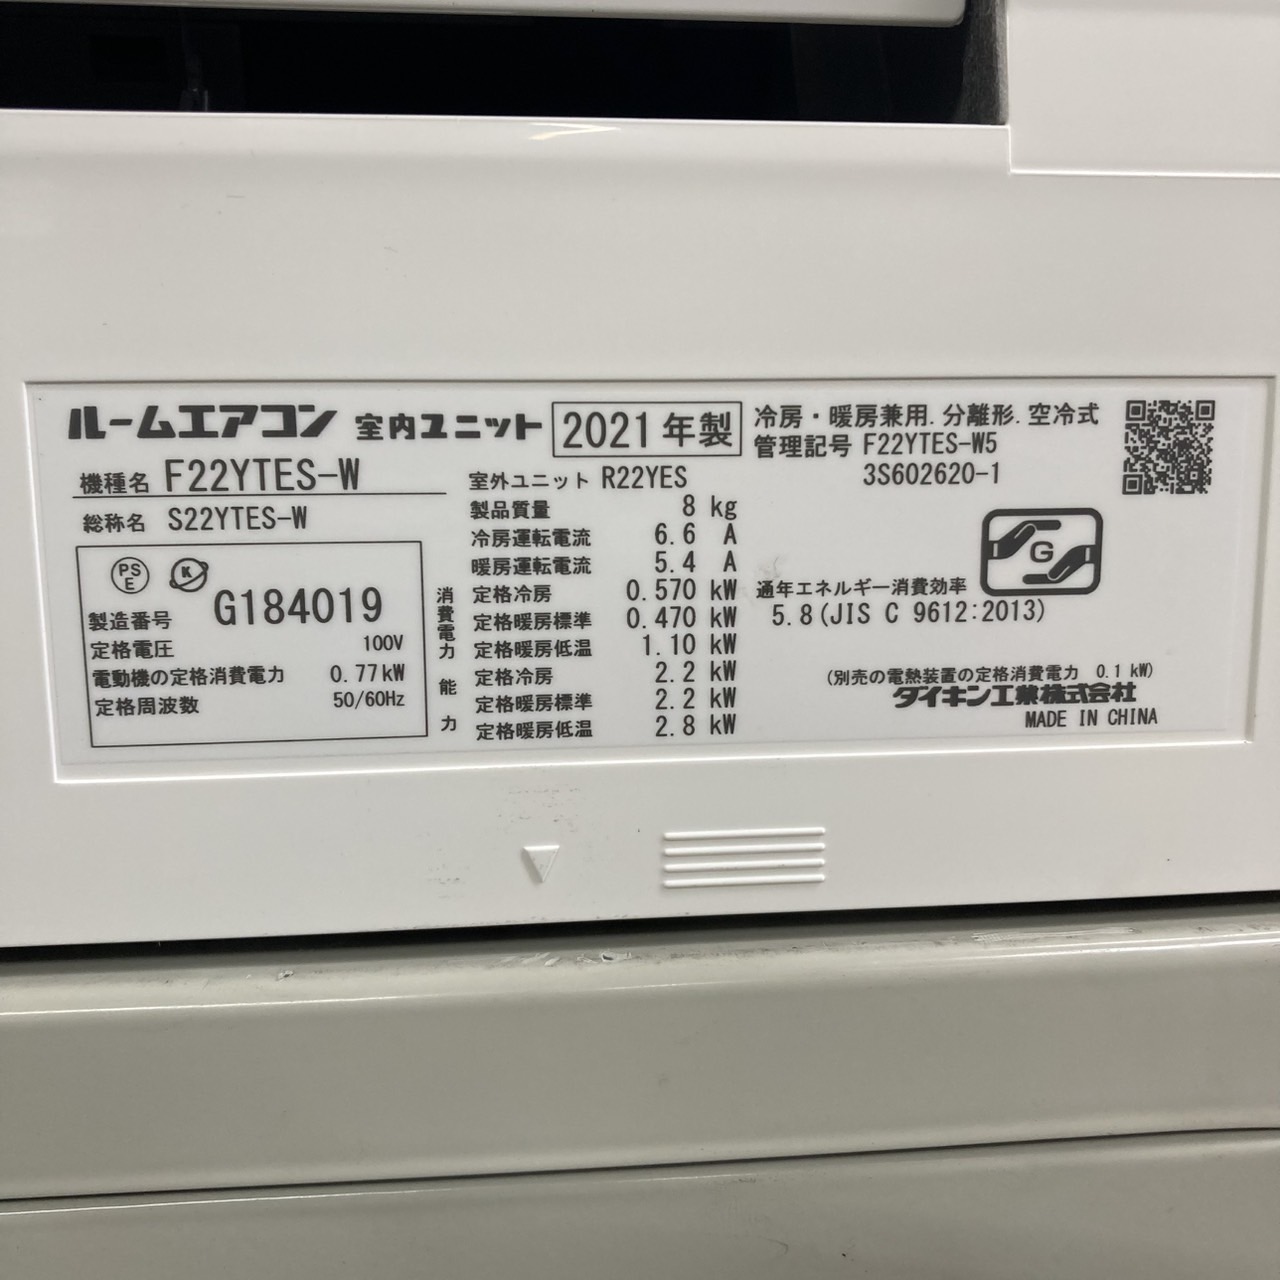 ルームエアコン 室内ユニット 2021年製
機種名 F22YTES-W
総称名 S22YTES-W
PS
E
K
製造番号 G184019
定格電圧 100V
電動機の定格消費電力 0.77kW
定格周波数 50/60Hz
室外ユニット R22YES
製品質量 8 kg
冷房運転電流 6.6 A
暖房運転電流 5.4 A
消費電力
定格冷房 0.570 kW
定格暖房標準 0.470 kW
定格暖房低温 1.10 kW
能力
定格冷房 2.2 kW
定格暖房標準 2.2 kW
定格暖房低温 2.8 kW
冷房・暖房兼用.分離形.空冷式
管理記号 F22YTES-W5
3S602620-1
G
通年エネルギー消費効率
5.8(JIS C 9612:2013)
(別売の電熱装置の定格消費電力 0.1 kW)
ダイキン工業株式会社
MADE IN CHINA